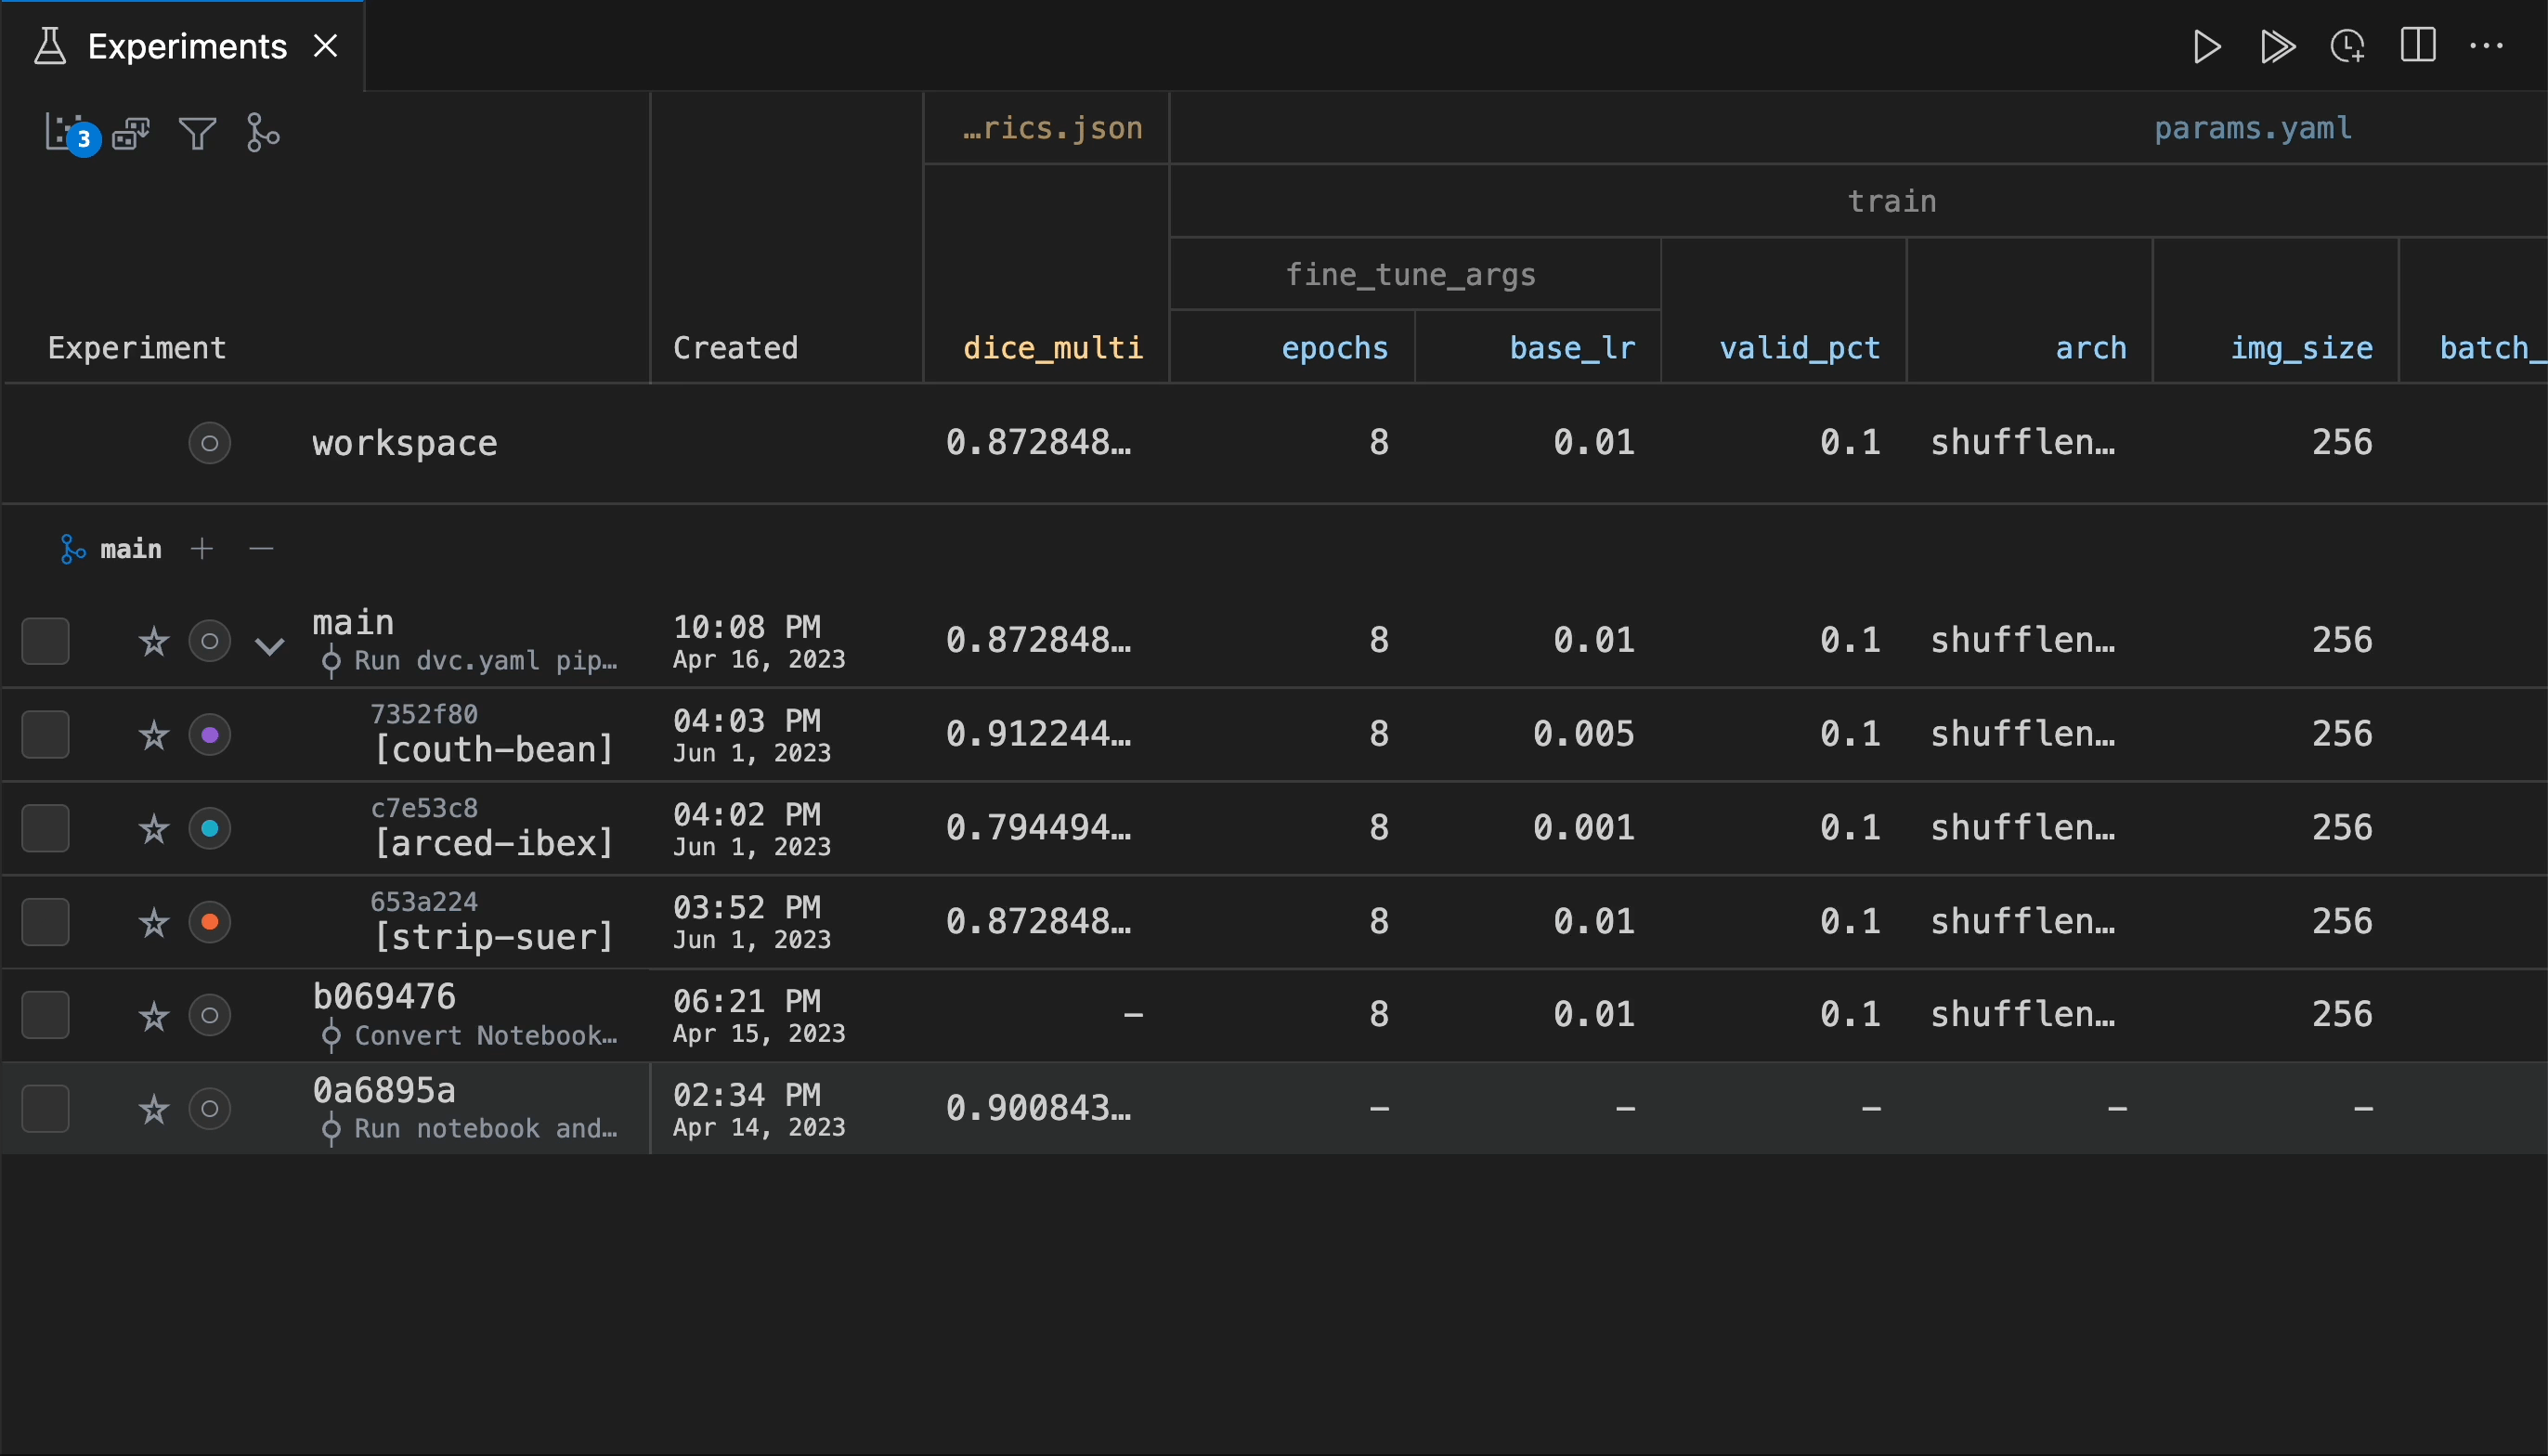 Experiments
3
…rics.json params.yaml
train
fine_tune_args
Experiment Created dice_multi epochs base_lr valid_pct arch img_size batch_
workspace 0.872848… 8 0.01 0.1 shufflen… 256
main
main 10:08 PM 0.872848… 8 0.01 0.1 shufflen… 256
Run dvc.yaml pip… Apr 16, 2023
7352f80 04:03 PM 0.912244… 8 0.005 0.1 shufflen… 256
[couth-bean] Jun 1, 2023
c7e53c8 04:02 PM 0.794494… 8 0.001 0.1 shufflen… 256
[arced-ibex] Jun 1, 2023
653a224 03:52 PM 0.872848… 8 0.01 0.1 shufflen… 256
[strip-suer] Jun 1, 2023
b069476 06:21 PM – 8 0.01 0.1 shufflen… 256
Convert Notebook… Apr 15, 2023
0a6895a 02:34 PM 0.900843… – – – – –
Run notebook and… Apr 14, 2023